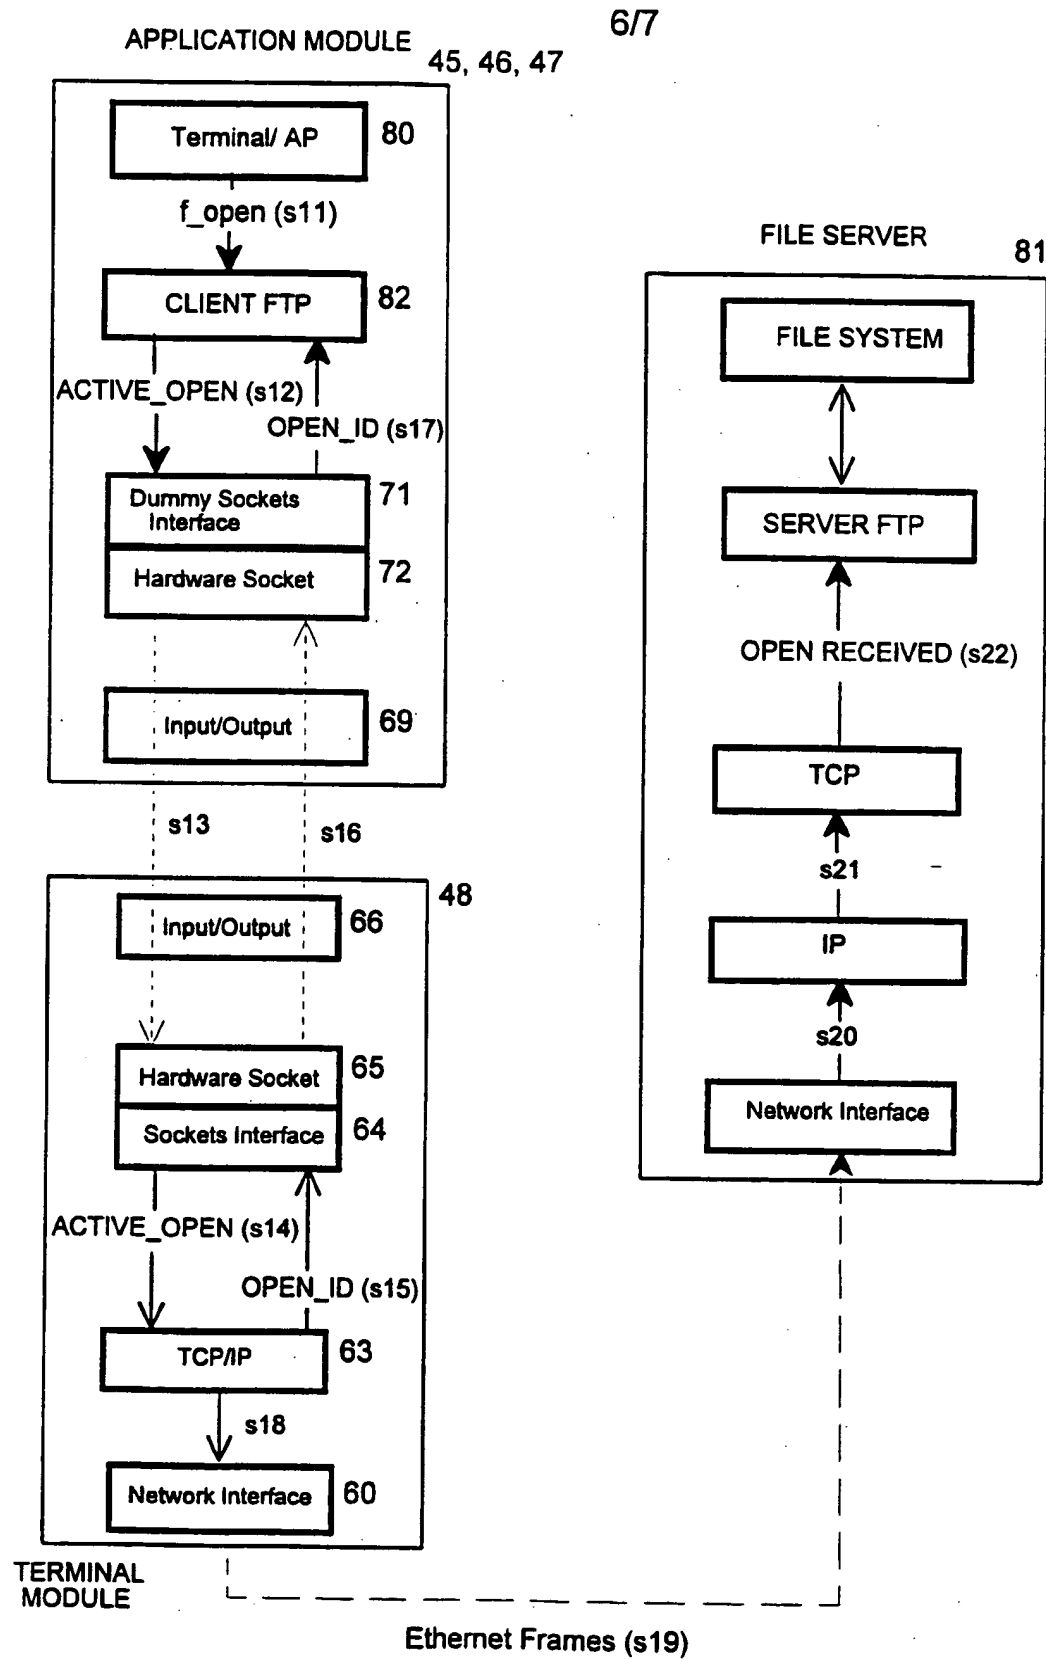 6/7
APPLICATION MODULE
45, 46, 47
Terminal/ AP
80
f_open (s11)
CLIENT FTP
82
ACTIVE_OPEN (s12)
OPEN_ID (s17)
Dummy Sockets
Interface
71
Hardware Socket
72
Input/Output
69
s13
s16
48
Input/Output
66
Hardware Socket
65
Sockets Interface
64
ACTIVE_OPEN (s14)
OPEN_ID (s15)
TCP/IP
63
s18
Network Interface
60
TERMINAL
MODULE
Ethernet Frames (s19)
FILE SERVER
81
FILE SYSTEM
SERVER FTP
OPEN RECEIVED (s22)
TCP
s21
IP
s20
Network Interface